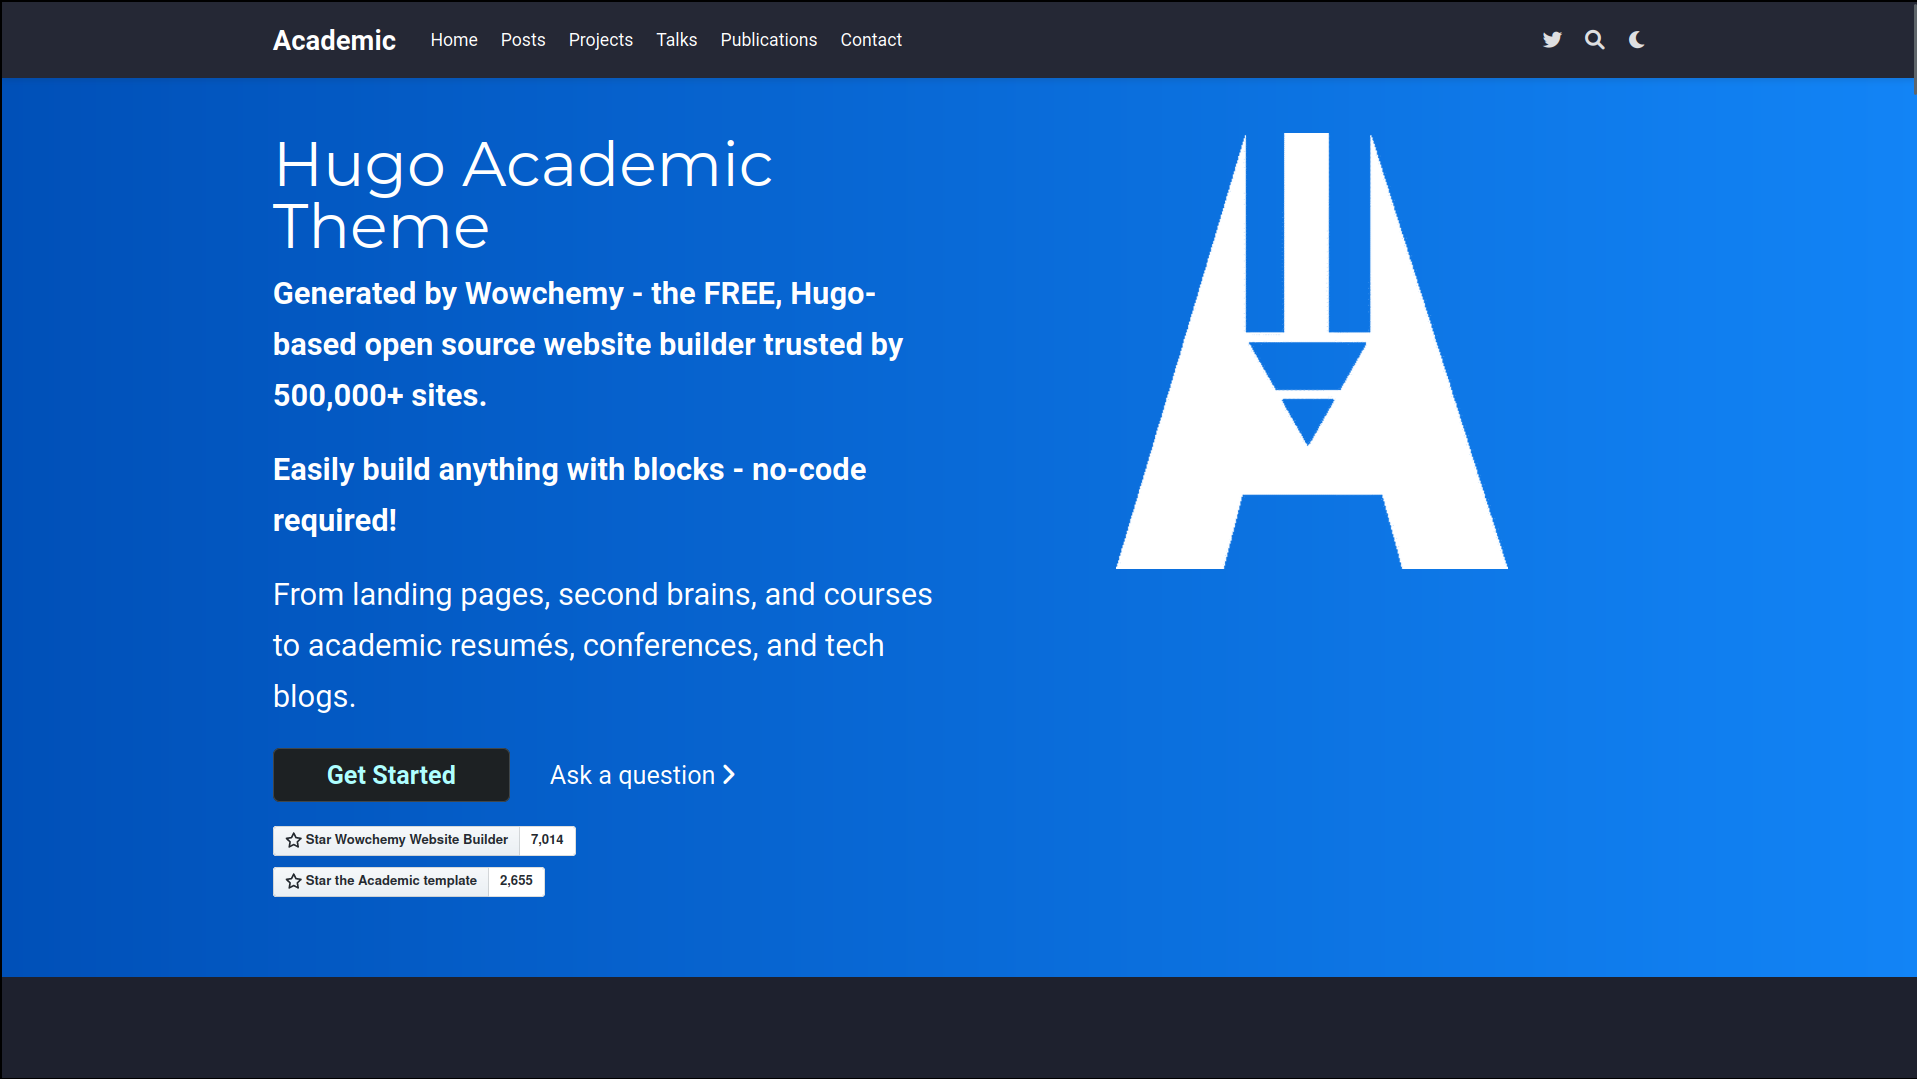 Academic
Home Posts Projects Talks Publications Contact
Hugo Academic
Theme
Generated by Wowchemy - the FREE, Hugo-
based open source website builder trusted by
500,000+ sites.
Easily build anything with blocks - no-code
required!
From landing pages, second brains, and courses
to academic resumés, conferences, and tech
blogs.
Get Started
Ask a question
Star Wowchemy Website Builder 7,014
Star the Academic template 2,655